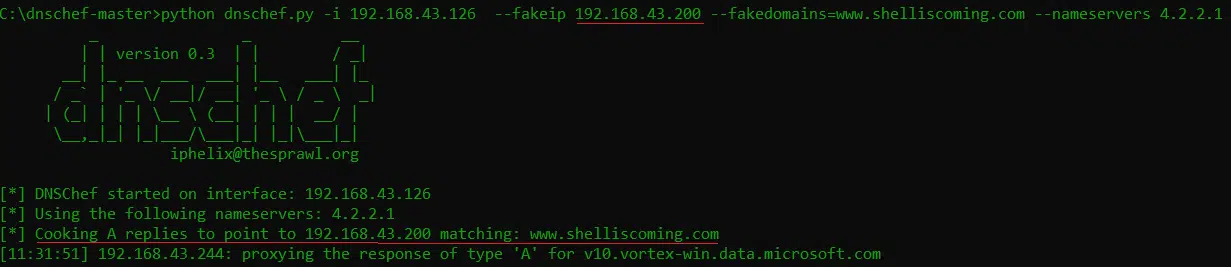 C:\dnschef-master>python dnschef.py -i 192.168.43.126  --fakeip 192.168.43.200 --fakedomains=www.shelliscoming.com --nameservers 4.2.2.1
version 0.3
dnschef
iphelix@thesprawl.org
[*] DNSChef started on interface: 192.168.43.126
[*] Using the following nameservers: 4.2.2.1
[*] Cooking A replies to point to 192.168.43.200 matching: www.shelliscoming.com
[11:31:51] 192.168.43.244: proxying the response of type 'A' for v10.vortex-win.data.microsoft.com